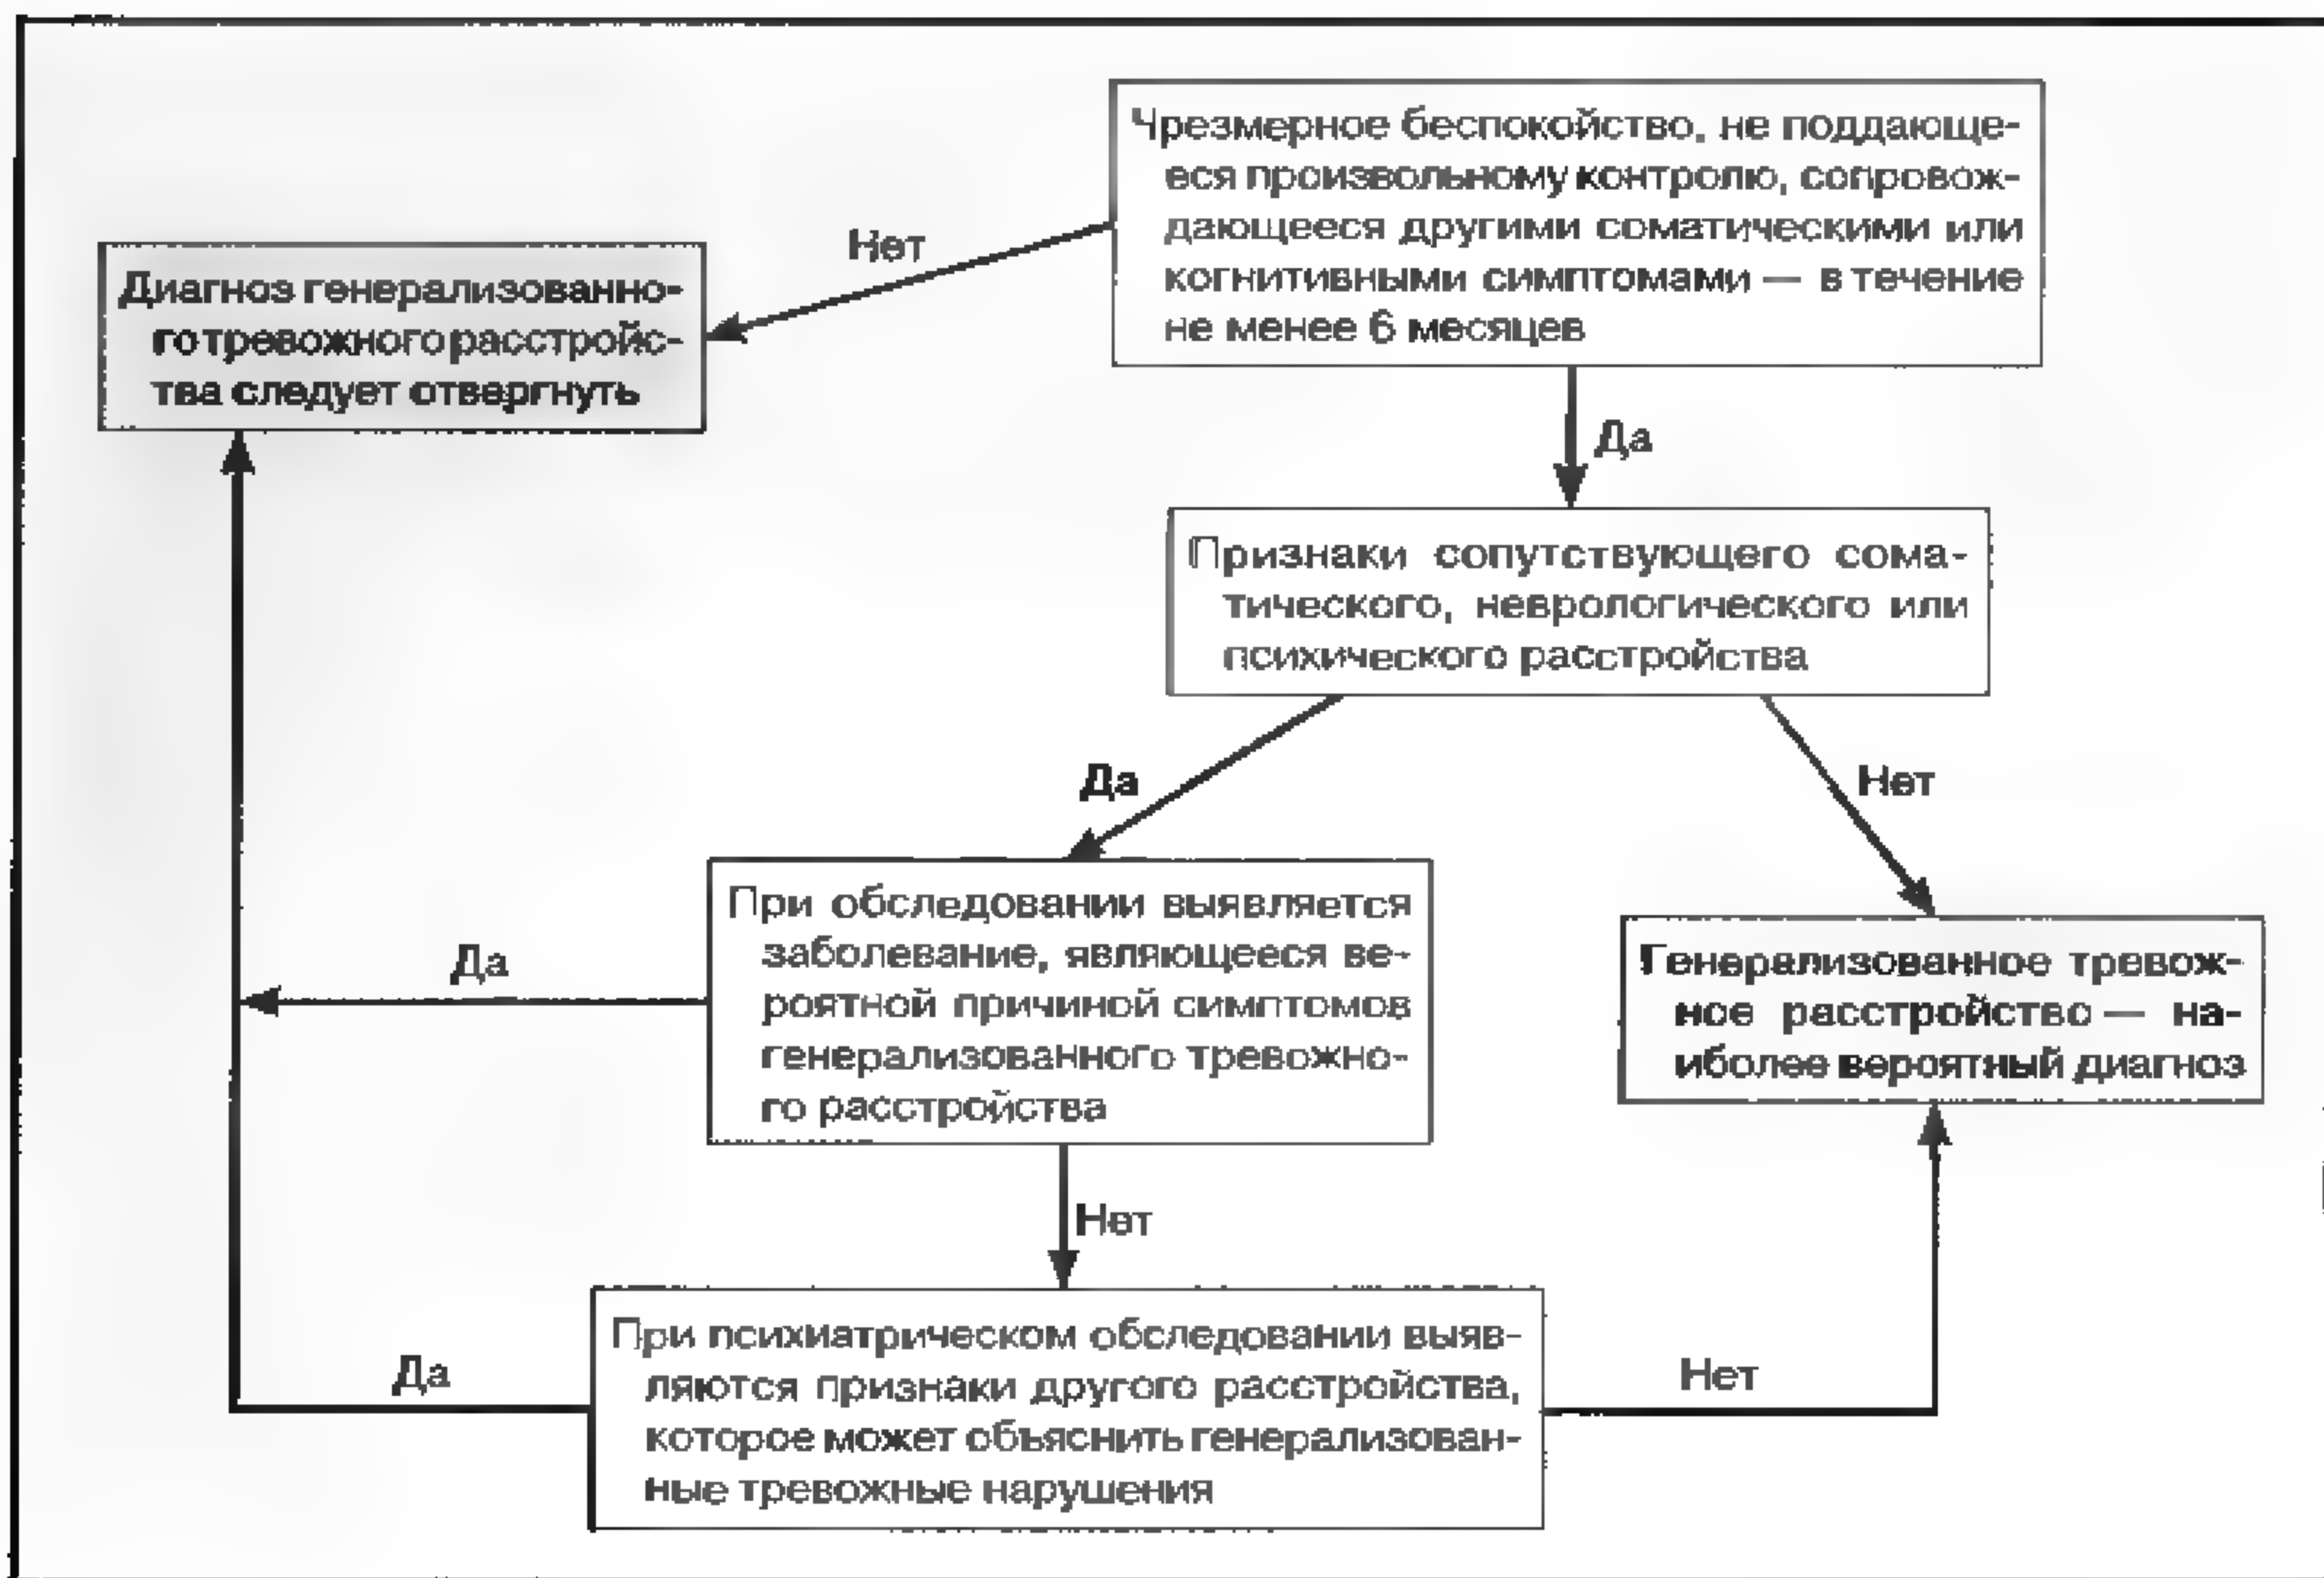 Чрезмерное беспокойство, не поддающе-
еся произвольному контролю, сопровож-
дающееся другими соматическими или
когнитивными симптомами — в течение
не менее 6 месяцев
Нет
Диагноз генерализованно-
го тревожного расстройс-
тва следует отвергнуть
Да
Признаки сопутствующего сома-
тического, неврологического или
психического расстройства
Да
Нет
При обследовании выявляется
заболевание, являющееся ве-
роятной причиной симптомов
генерализованного тревожно-
го расстройства
Да
Генерализованное тревож-
ное расстройство — на-
иболее вероятный диагноз
Нет
При психиатрическом обследовании выяв-
ляются признаки другого расстройства,
которое может объяснить генерализован-
ные тревожные нарушения
Да
Нет